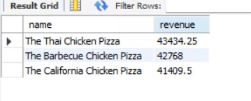 Result Grid Filter Rows:
name revenue
The Thai Chicken Pizza 43434.25
The Barbecue Chicken Pizza 42768
The California Chicken Pizza 41409.5